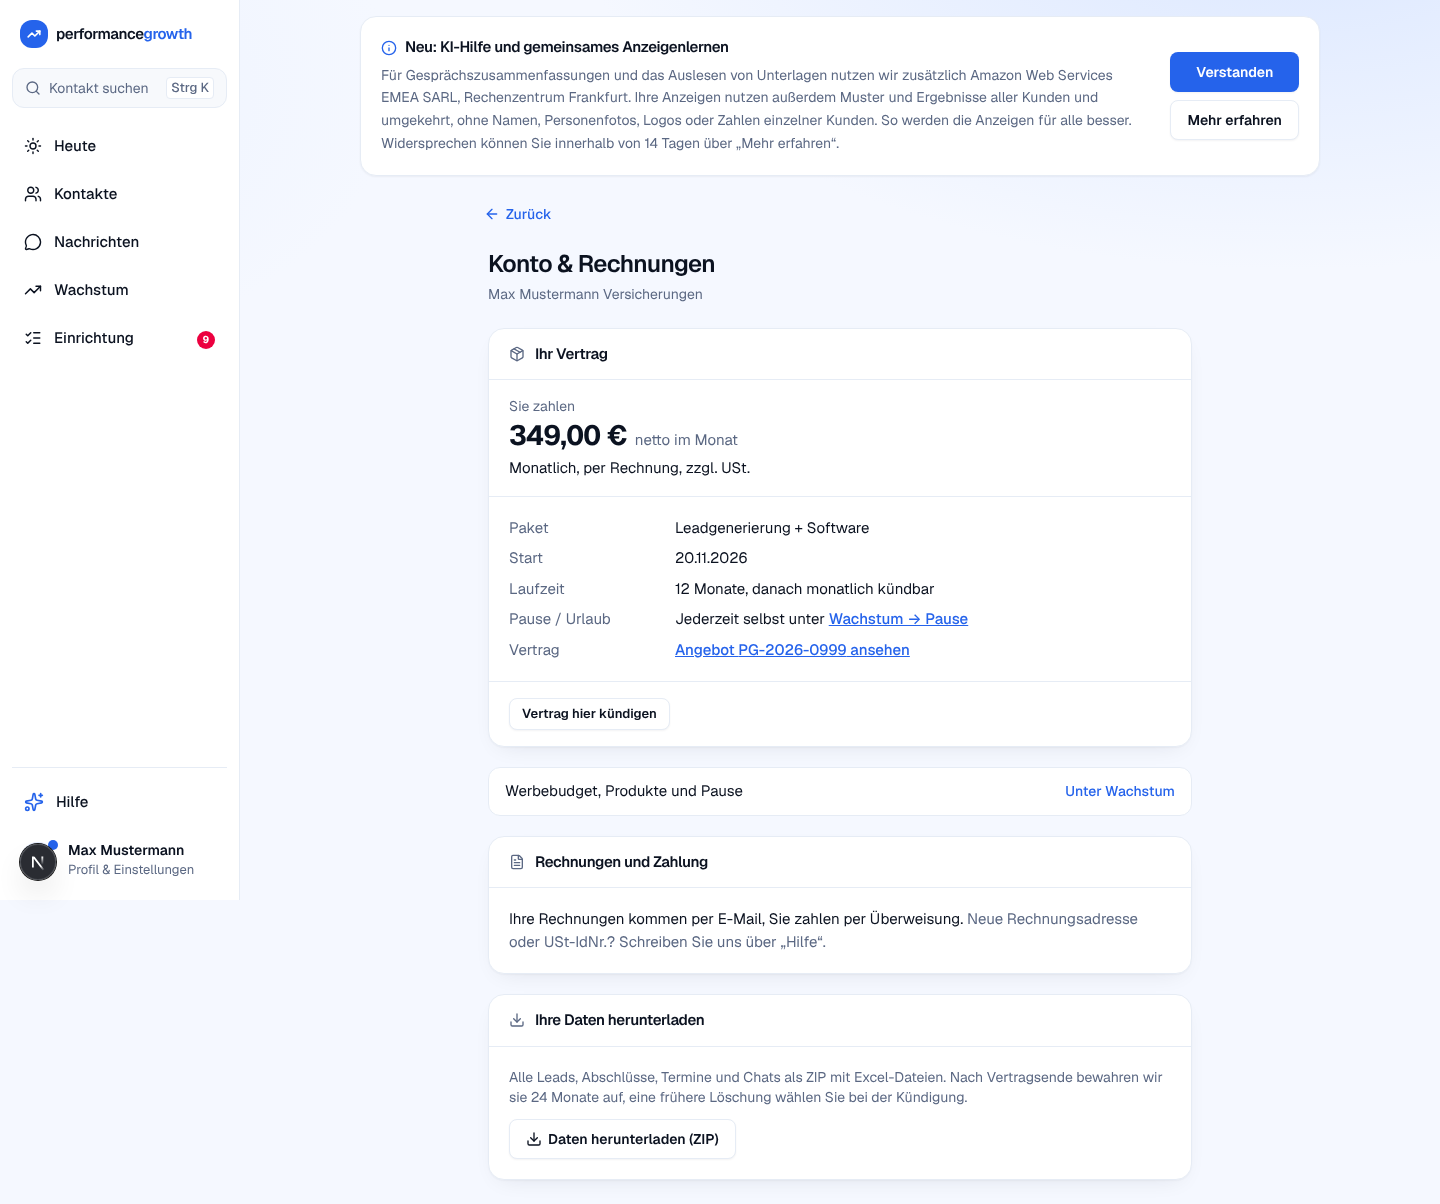 performancegrowth
Kontakt suchen Strg K
Heute
Kontakte
Nachrichten
Wachstum
Einrichtung 9
Hilfe
Max Mustermann
Profil & Einstellungen
Neu: KI-Hilfe und gemeinsames Anzeigenlernen
Für Gesprächszusammenfassungen und das Auslesen von Unterlagen nutzen wir zusätzlich Amazon Web Services
EMEA SARL, Rechenzentrum Frankfurt. Ihre Anzeigen nutzen außerdem Muster und Ergebnisse aller Kunden und
umgekehrt, ohne Namen, Personenfotos, Logos oder Zahlen einzelner Kunden. So werden die Anzeigen für alle besser.
Widersprechen können Sie innerhalb von 14 Tagen über „Mehr erfahren“.
Verstanden
Mehr erfahren
Zurück
Konto & Rechnungen
Max Mustermann Versicherungen
Ihr Vertrag
Sie zahlen
349,00 € netto im Monat
Monatlich, per Rechnung, zzgl. USt.
Paket Leadgenerierung + Software
Start 20.11.2026
Laufzeit 12 Monate, danach monatlich kündbar
Pause / Urlaub Jederzeit selbst unter Wachstum → Pause
Vertrag Angebot PG-2026-0999 ansehen
Vertrag hier kündigen
Werbebudget, Produkte und Pause Unter Wachstum
Rechnungen und Zahlung
Ihre Rechnungen kommen per E-Mail, Sie zahlen per Überweisung. Neue Rechnungsadresse
oder USt-IdNr.? Schreiben Sie uns über „Hilfe“.
Ihre Daten herunterladen
Alle Leads, Abschlüsse, Termine und Chats als ZIP mit Excel-Dateien. Nach Vertragsende bewahren wir
sie 24 Monate auf, eine frühere Löschung wählen Sie bei der Kündigung.
Daten herunterladen (ZIP)